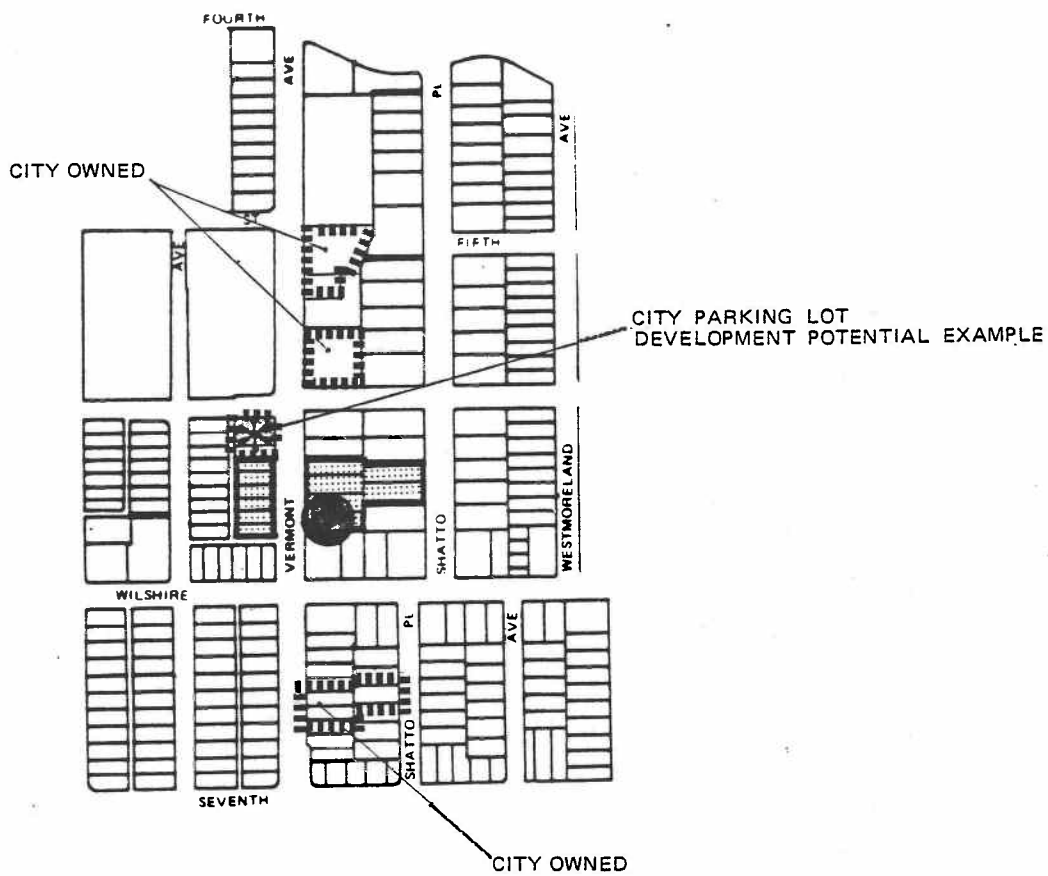 FOURTH
AVE
PL
AVE
CITY OWNED
ST
AVE
FIFTH
CITY PARKING LOT
DEVELOPMENT POTENTIAL EXAMPLE
VERMONT
SHATTO
WESTMORELAND
WILSHIRE
PL
AVE
SHATTO
SEVENTH
CITY OWNED